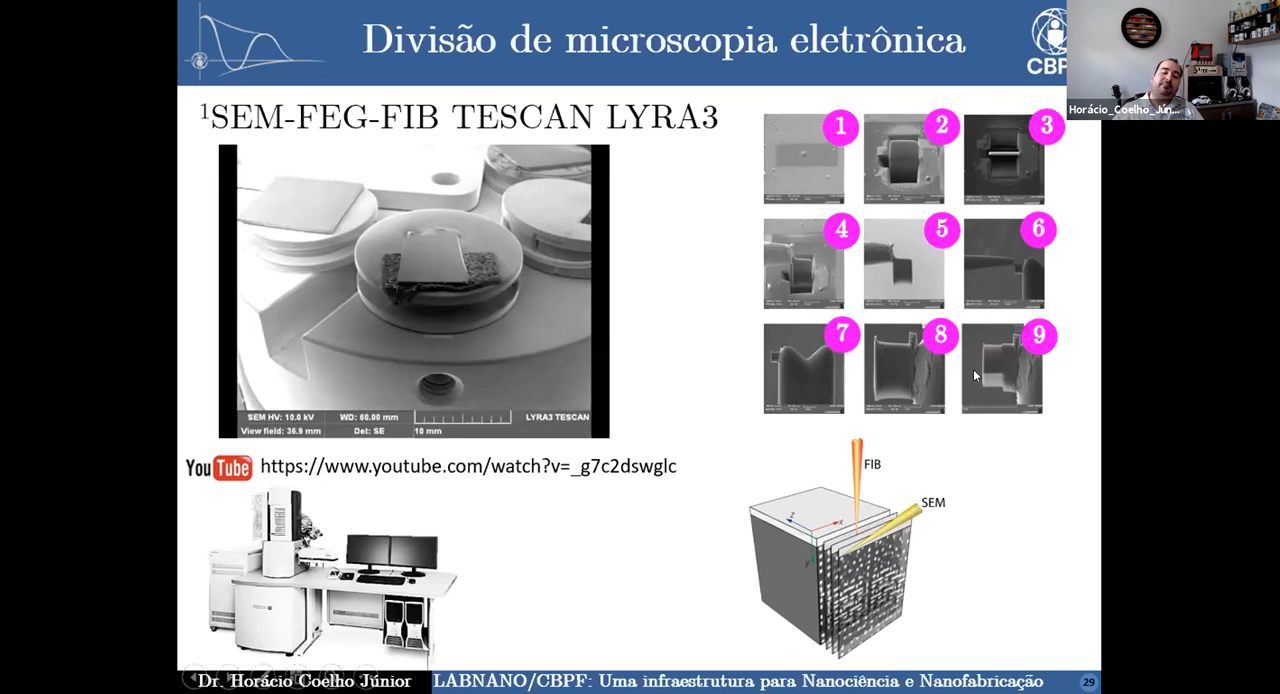 Divisão de microscopia eletrônica
CBPF
Horácio_Coelho_Jún...
¹SEM-FEG-FIB TESCAN LYRA3
1
2
3
4
5
6
7
8
9
SEM HV: 10.0 kV WD: 60.00 mm LYRA3 TESCAN
View field: 36.9 mm Det: SE 10 mm
YouTube https://www.youtube.com/watch?v=_g7c2dswglc
FIB
SEM
z
x
y
Dr. Horácio Coelho Júnior LABNANO/CBPF: Uma infraestrutura para Nanociência e Nanofabricação 29